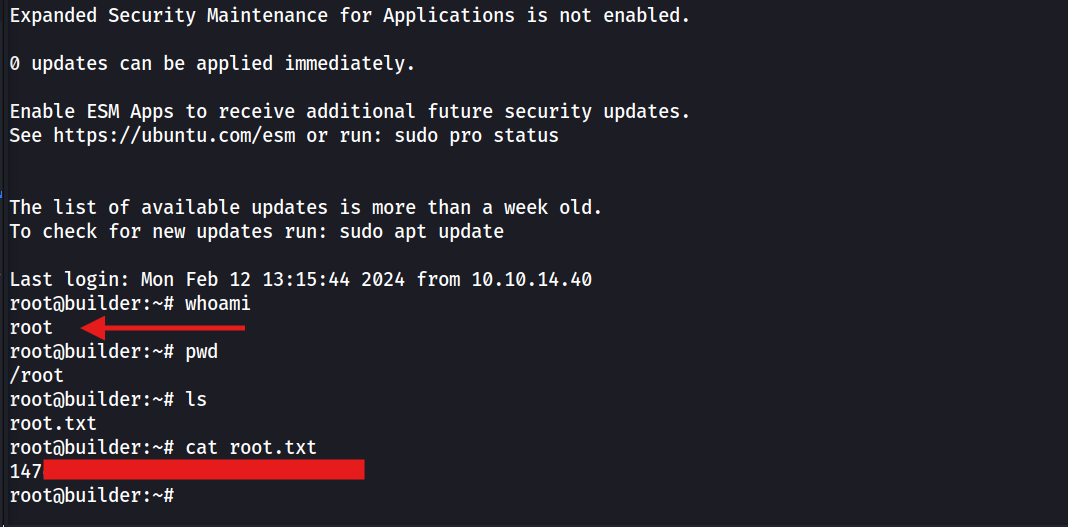 Expanded Security Maintenance for Applications is not enabled.
0 updates can be applied immediately.
Enable ESM Apps to receive additional future security updates.
See https://ubuntu.com/esm or run: sudo pro status
The list of available updates is more than a week old.
To check for new updates run: sudo apt update
Last login: Mon Feb 12 13:15:44 2024 from 10.10.14.40
root@builder:~# whoami
root
root@builder:~# pwd
/root
root@builder:~# ls
root.txt
root@builder:~# cat root.txt
147
root@builder:~#